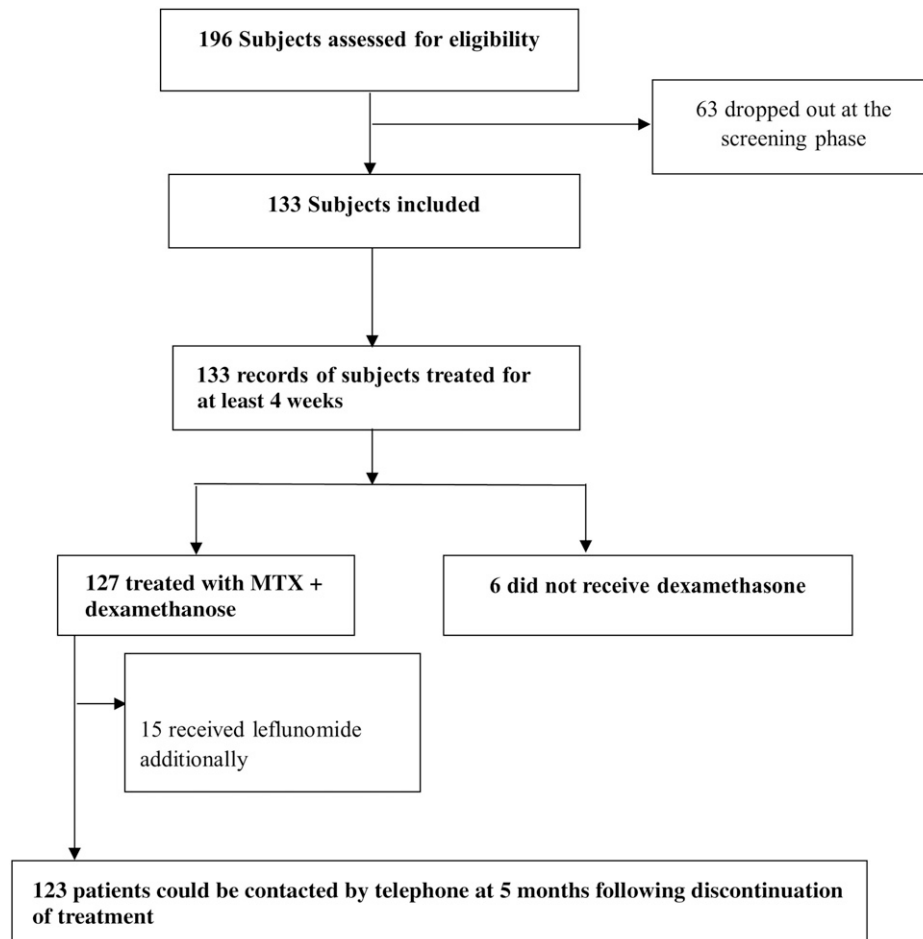 196 Subjects assessed for eligibility
63 dropped out at the
screening phase
133 Subjects included
133 records of subjects treated for
at least 4 weeks
127 treated with MTX +
dexamethanose
6 did not receive dexamethasone
15 received leflunomide
additionally
123 patients could be contacted by telephone at 5 months following discontinuation
of treatment